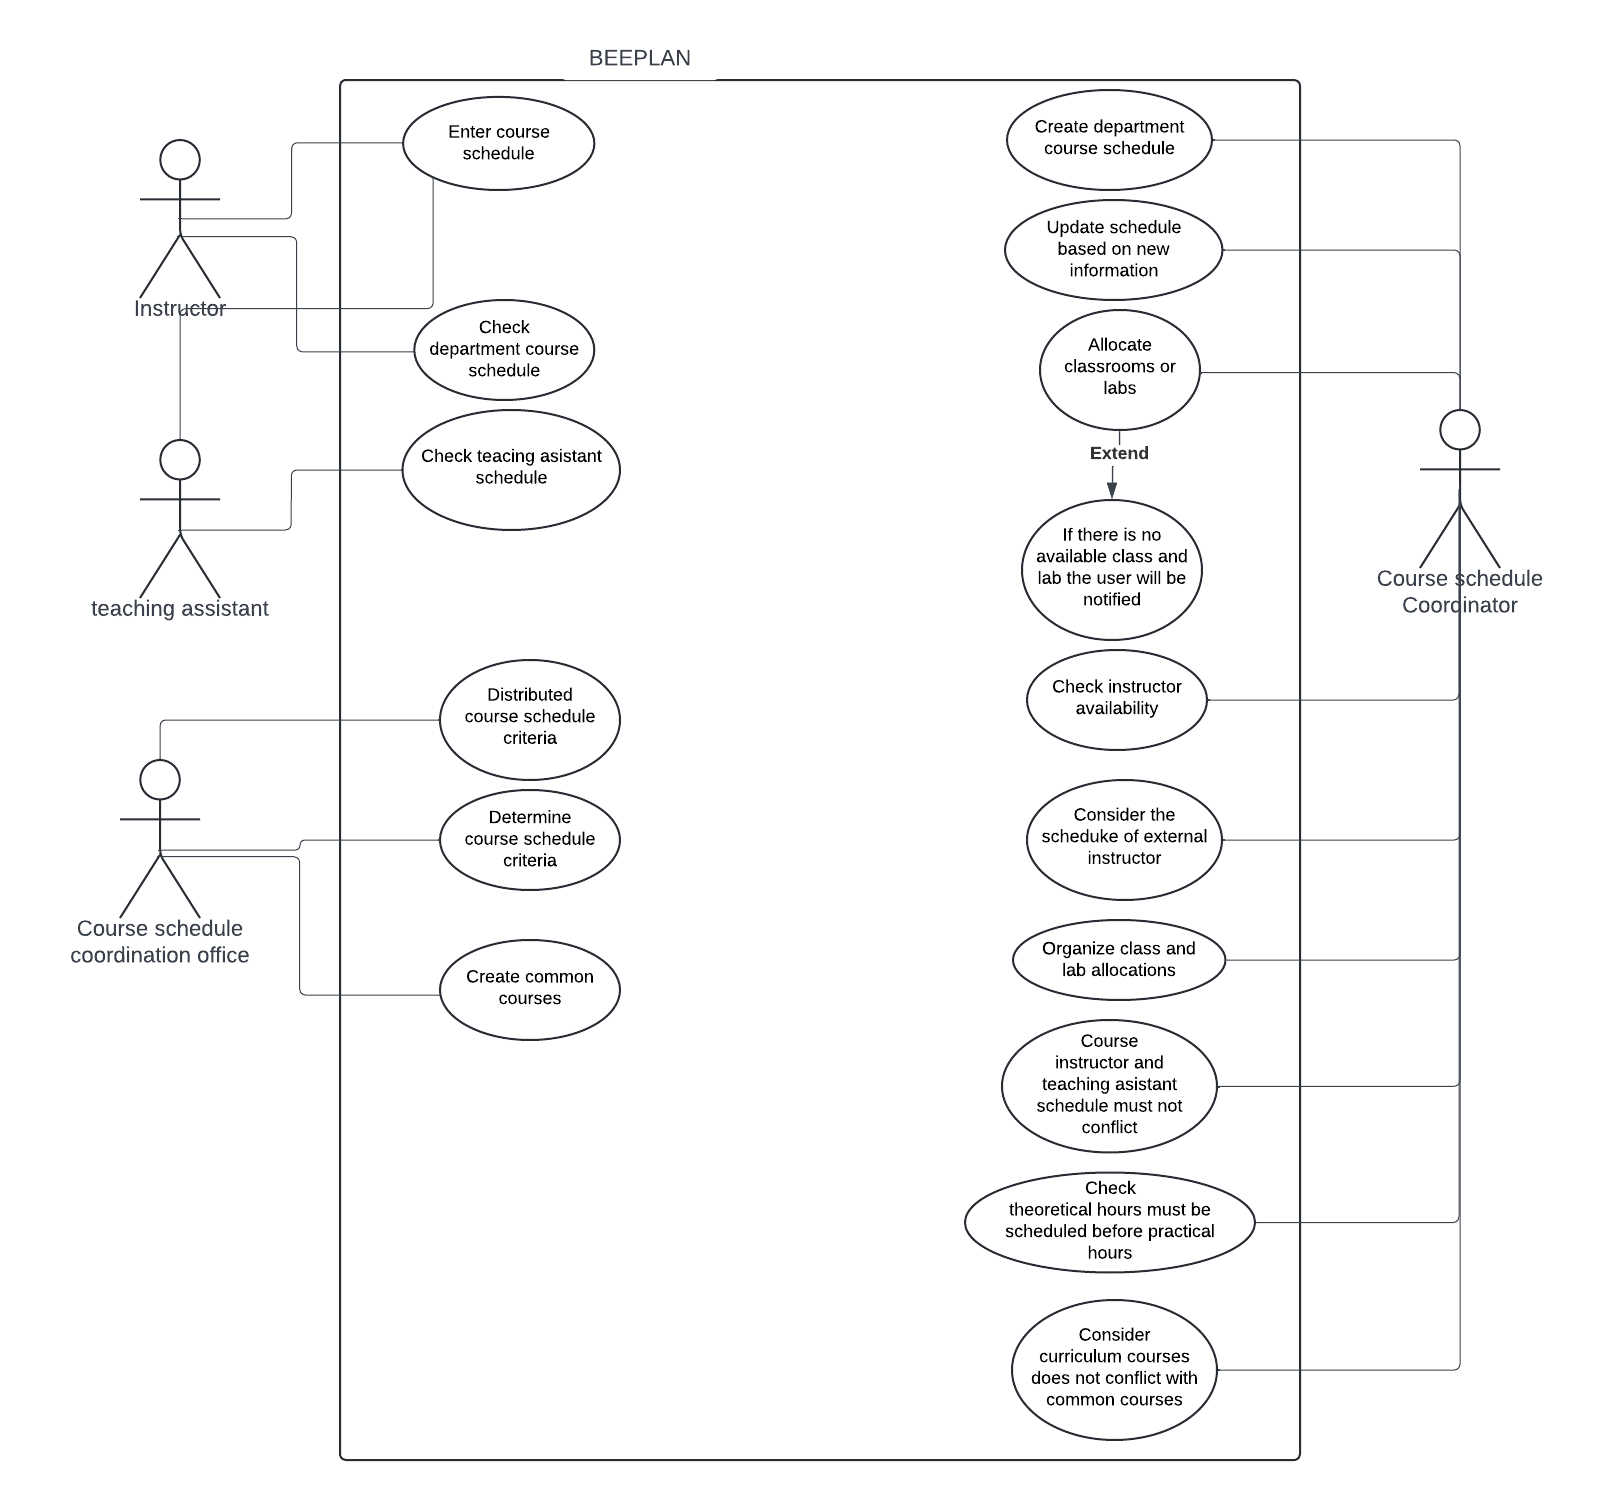 BEEPLAN
Enter course
schedule
Instructor
Check
department course
schedule
Check teacing asistant
schedule
teaching assistant
Distributed
course schedule
criteria
Determine
course schedule
criteria
Course schedule
coordination office
Create common
courses
Create department
course schedule
Update schedule
based on new
information
Allocate
classrooms or
labs
Extend
If there is no
available class and
lab the user will be
notified
Course schedule
Coordinator
Check instructor
availability
Consider the
scheduke of external
instructor
Organize class and
lab allocations
Course
instructor and
teaching asistant
schedule must not
conflict
Check
theoretical hours must be
scheduled before practical
hours
Consider
curriculum courses
does not conflict with
common courses